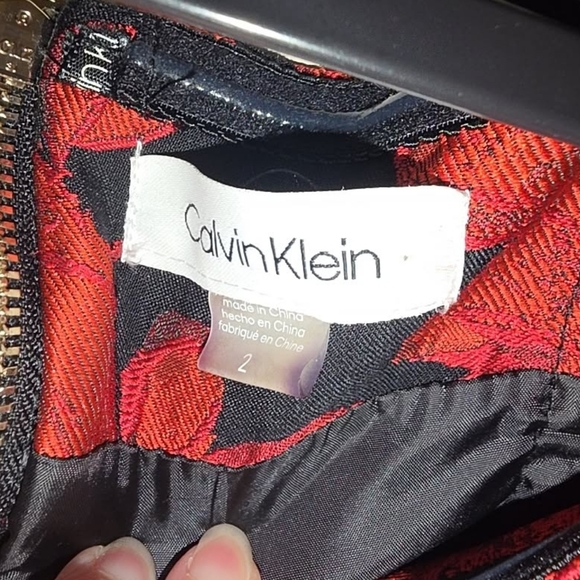 Calvin Klein
made in China
hecho en China
fabriqué en Chine
2